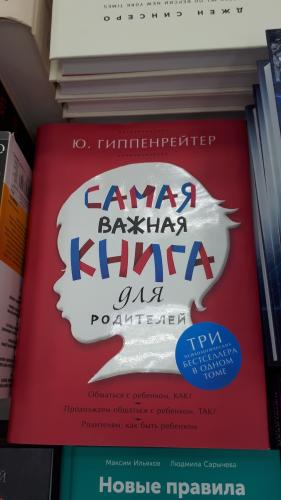 ДЖЕН СИНСЕРО
Ю. ГИППЕНРЕЙТЕР
САМАЯ
ВАЖНАЯ
КНИГА
для
РОДИТЕЛЕЙ
ТРИ
ПСИХОЛОГИЧЕСКИХ
БЕСТСЕЛЛЕРА
В ОДНОМ
ТОМЕ
Общаться с ребенком. КАК?
Продолжаем общаться с ребенком. ТАК?
Родителям: как быть ребенком
Максим Ильяхов Людмила Сарычева
Новые правила